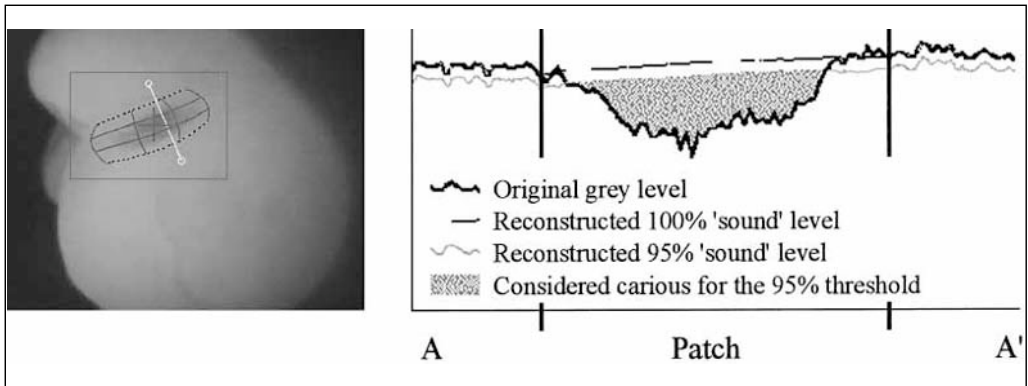 Original grey level
Reconstructed 100% 'sound' level
Reconstructed 95% 'sound' level
Considered carious for the 95% threshold
A Patch A'